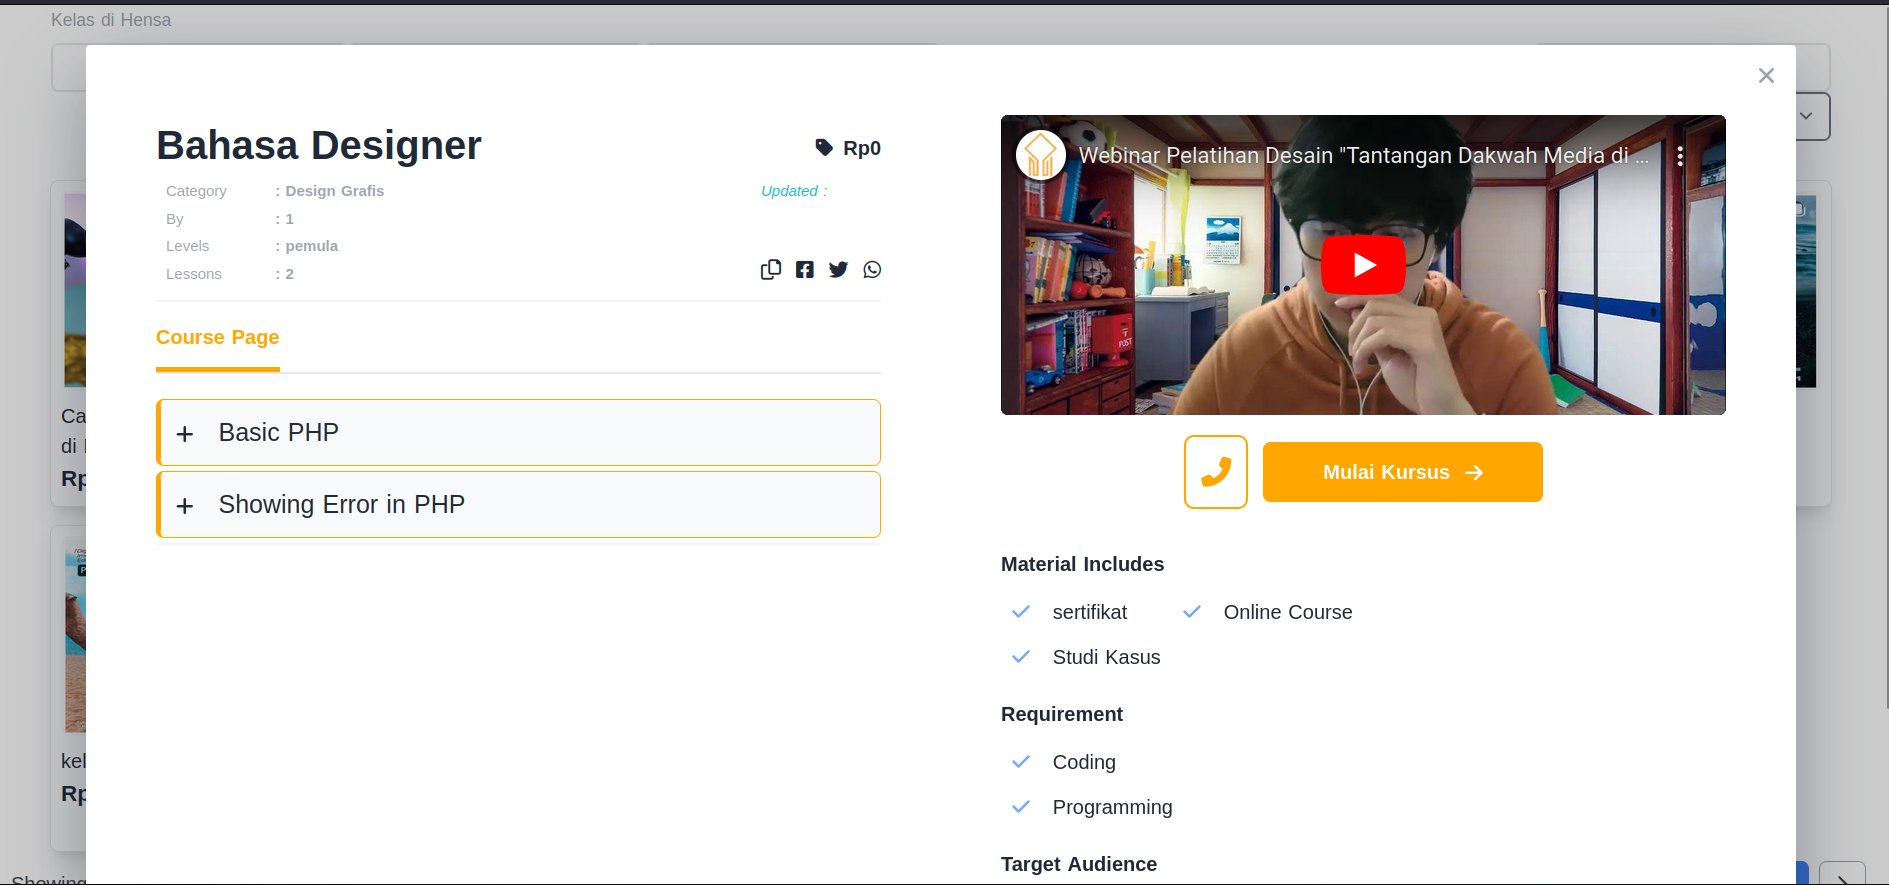 Kelas di Hensa
Bahasa Designer
Rp0
Category : Design Grafis
Updated :
By : 1
Levels : pemula
Lessons : 2
Course Page
Basic PHP
Showing Error in PHP
Webinar Pelatihan Desain "Tantangan Dakwah Media di ...
POST
Mulai Kursus
Material Includes
sertifikat
Online Course
Studi Kasus
Requirement
Coding
Programming
Target Audience
Ca
di
Rp
kel
Rp
Showing